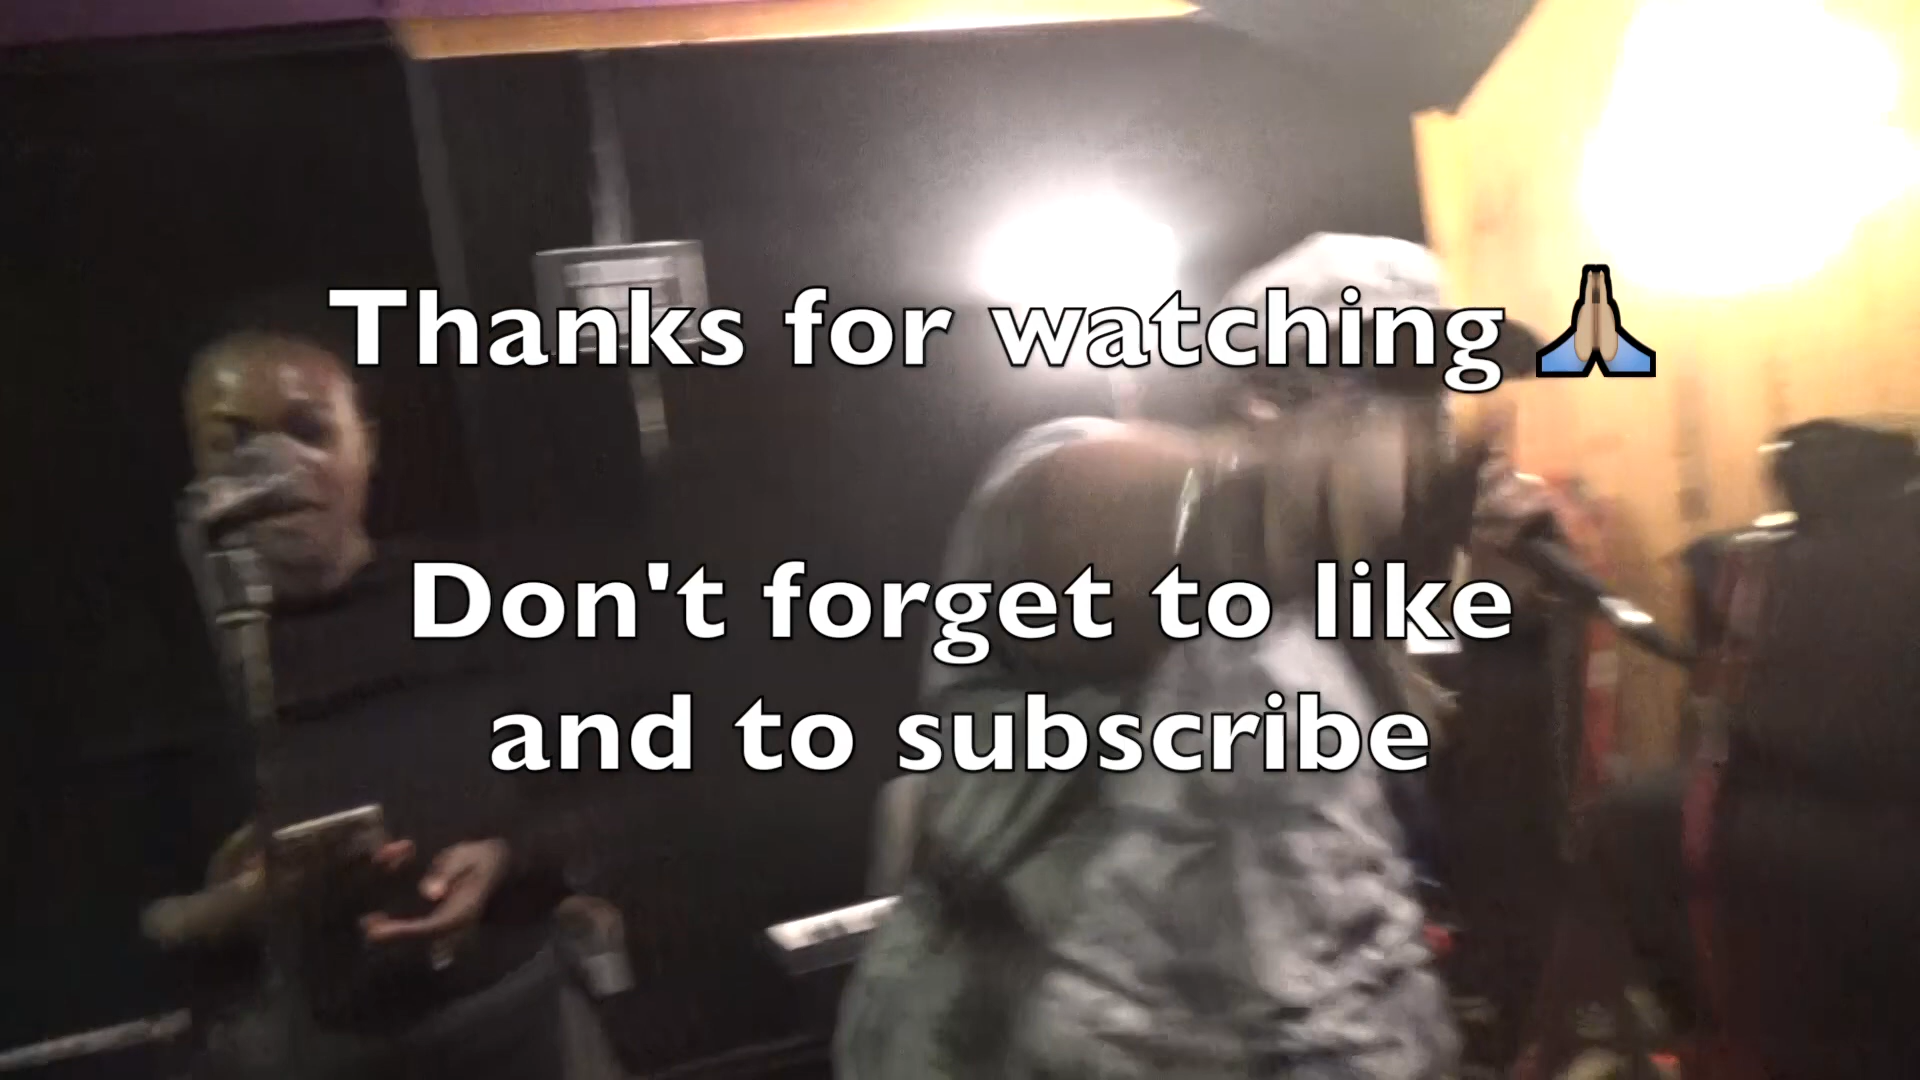 Thanks for watching 🙏🏽
Don't forget to like
and to subscribe